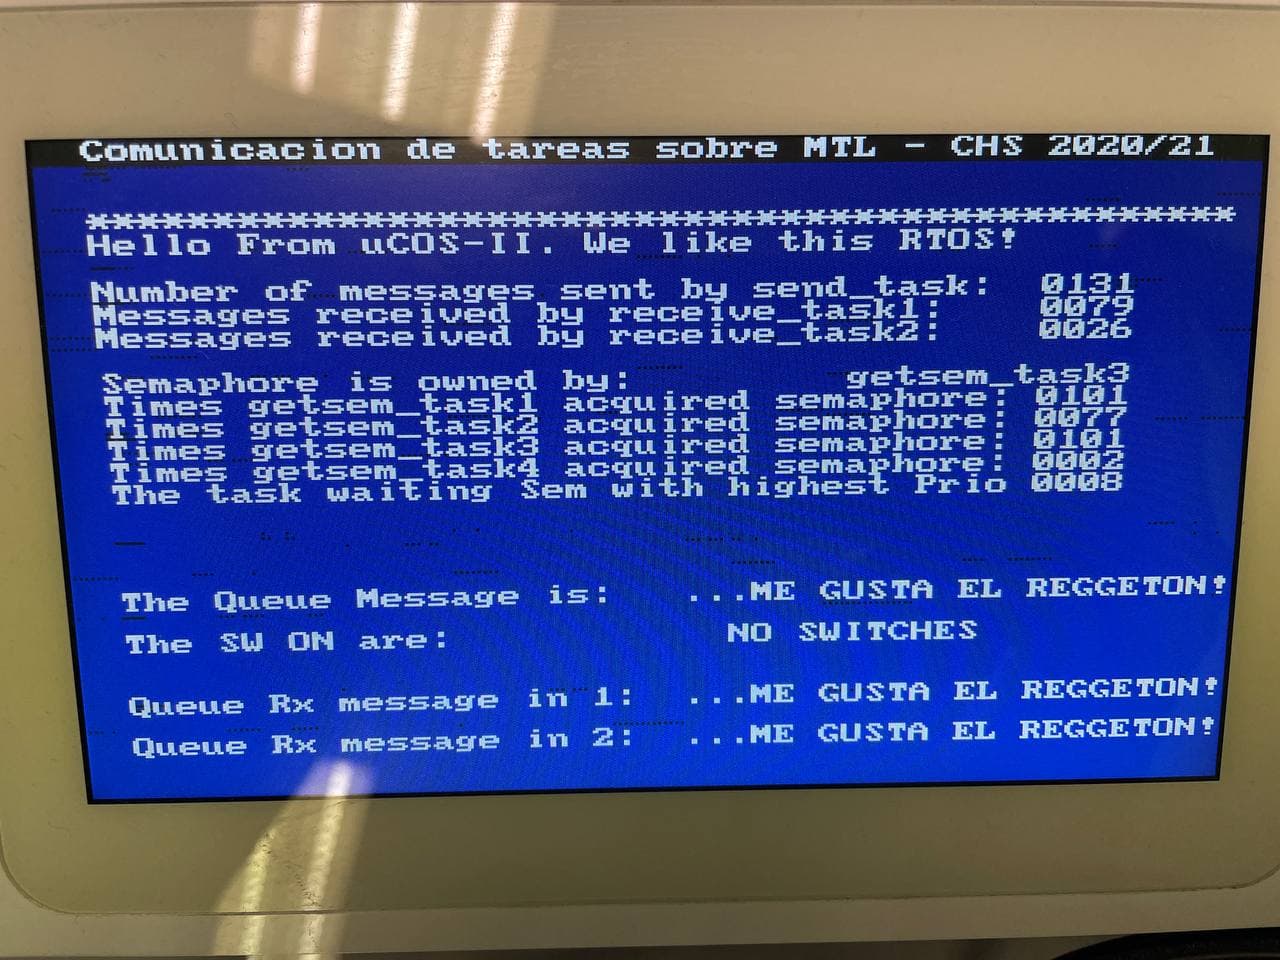 Comunicacion de tareas sobre MTL - CHS 2020/21
***********************************************
Hello From uCOS-II. We like this RTOS!
Number of messages sent by send_task: 0131
Messages received by receive_task1: 0079
Messages received by receive_task2: 0026
Semaphore is owned by: getsem_task3
Times getsem_task1 acquired semaphore: 0101
Times getsem_task2 acquired semaphore: 0077
Times getsem_task3 acquired semaphore: 0101
Times getsem_task4 acquired semaphore: 0002
The task waiting Sem with highest Prio 0008
The Queue Message is: ...ME GUSTA EL REGGETON!
The SW ON are: NO SWITCHES
Queue Rx message in 1: ...ME GUSTA EL REGGETON!
Queue Rx message in 2: ...ME GUSTA EL REGGETON!